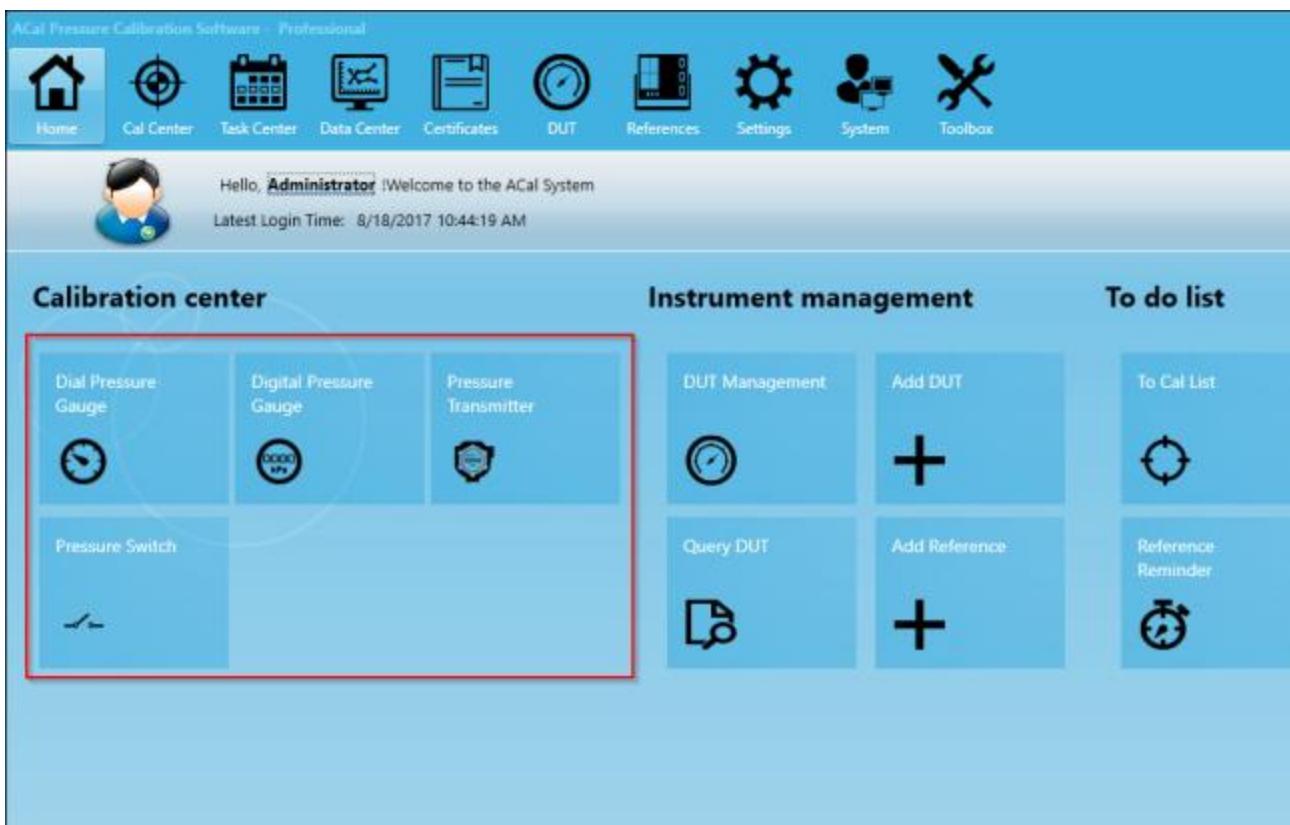 ACal Pressure Calibration Software - Professional
Home
Cal Center
Task Center
Data Center
Certificates
DUT
References
Settings
System
Toolbox
Hello, Administrator !Welcome to the ACal System
Latest Login Time: 8/18/2017 10:44:19 AM
Calibration center
Dial Pressure
Gauge
Digital Pressure
Gauge
0000
kPa
Pressure
Transmitter
Pressure Switch
Instrument management
DUT Management
Add DUT
Query DUT
Add Reference
To do list
To Cal List
Reference
Reminder